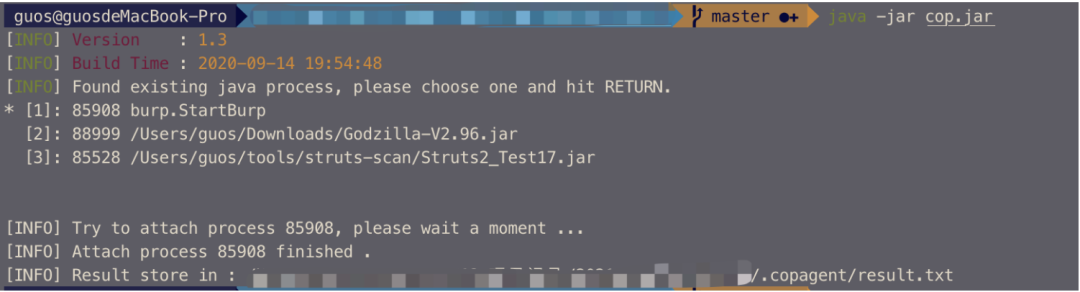 guos@guosdeMacBook-Pro master ●+ java -jar cop.jar
[INFO] Version : 1.3
[INFO] Build Time : 2020-09-14 19:54:48
[INFO] Found existing java process, please choose one and hit RETURN.
* [1]: 85908 burp.StartBurp
[2]: 88999 /Users/guos/Downloads/Godzilla-V2.96.jar
[3]: 85528 /Users/guos/tools/struts-scan/Struts2_Test17.jar
[INFO] Try to attach process 85908, please wait a moment ...
[INFO] Attach process 85908 finished .
[INFO] Result store in : /.copagent/result.txt